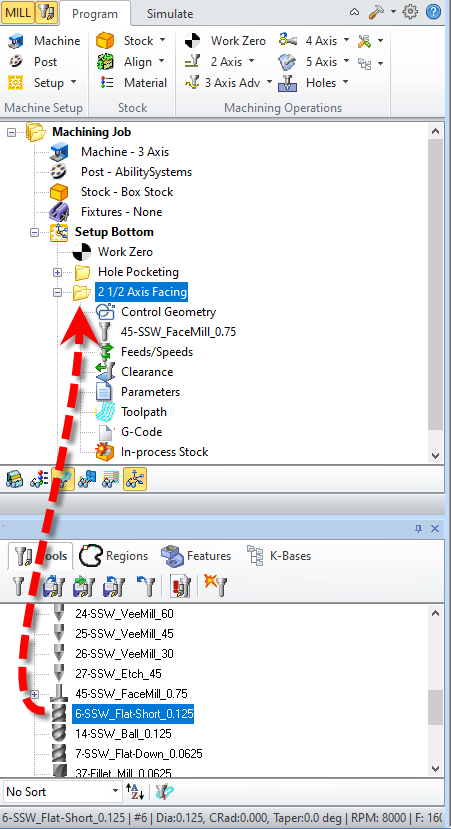 MILL Program Simulate
Machine Stock Work Zero 4 Axis
Post Align 2 Axis 5 Axis
Setup Material 3 Axis Adv Holes
Machine Setup Stock Machining Operations
Machining Job
Machine - 3 Axis
Post - AbilitySystems
Stock - Box Stock
Fixtures - None
Setup Bottom
Work Zero
Hole Pocketing
2 1/2 Axis Facing
Control Geometry
45-SSW_FaceMill_0.75
Feeds/Speeds
Clearance
Parameters
Toolpath
G-Code
In-process Stock
ools Regions Features K-Bases
24-SSW_VeeMill_60
25-SSW_VeeMill_45
26-SSW_VeeMill_30
27-SSW_Etch_45
45-SSW_FaceMill_0.75
6-SSW_Flat-Short_0.125
14-SSW_Ball_0.125
7-SSW_Flat-Down_0.0625
37-Fillet_Mill_0.0625
No Sort
6-SSW_Flat-Short_0.125 | #6 | Dia:0.125, CRad:0.000, Taper:0.0 deg | RPM: 8000 | F: 160